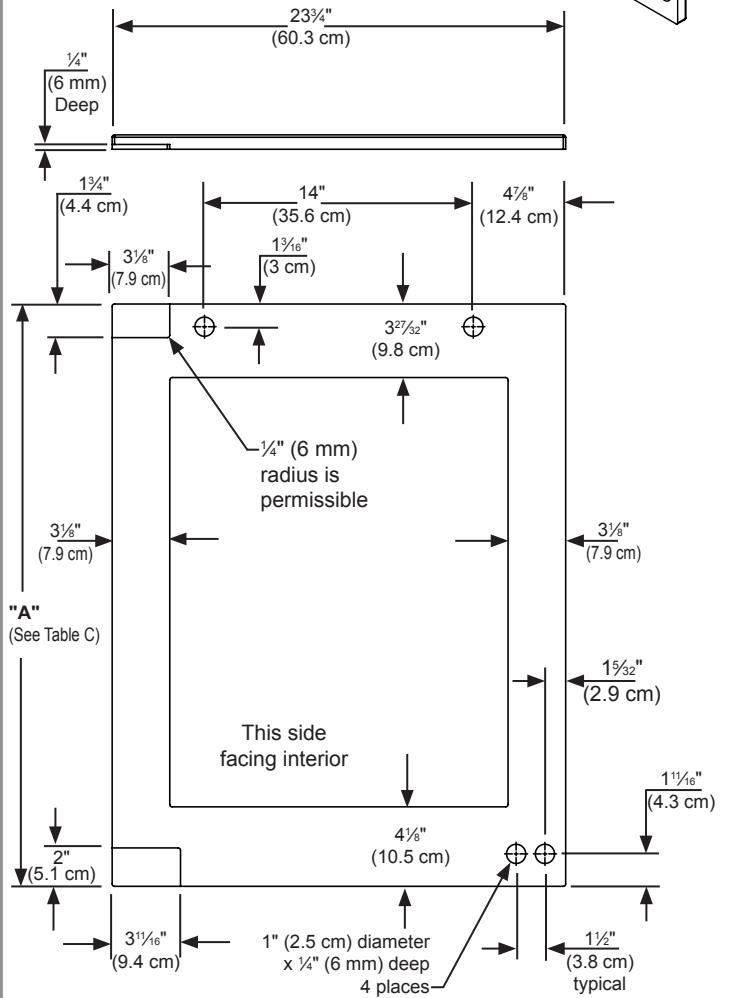 23¾"
(60.3 cm)
¼"
(6 mm)
Deep
1¾"
(4.4 cm)
14"
(35.6 cm)
4⅞"
(12.4 cm)
3⅛"
(7.9 cm)
1³⁄₁₆"
(3 cm)
3²⁷⁄₃₂"
(9.8 cm)
¼" (6 mm)
radius is
permissible
3⅛"
(7.9 cm)
3⅛"
(7.9 cm)
"A"
(See Table C)
1⁵⁄₃₂"
(2.9 cm)
This side
facing interior
1¹¹⁄₁₆"
(4.3 cm)
2"
(5.1 cm)
4⅛"
(10.5 cm)
3¹¹⁄₁₆"
(9.4 cm)
1" (2.5 cm) diameter
x ¼" (6 mm) deep
4 places
1½"
(3.8 cm)
typical